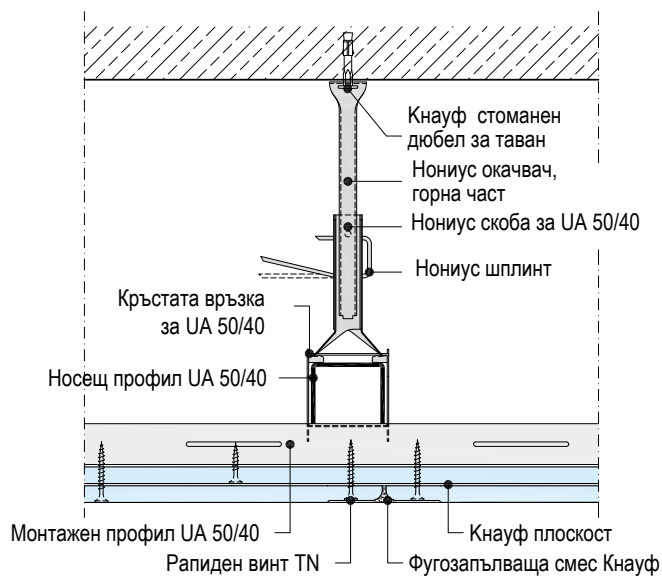 Кнауф стоманен
дюбел за таван
Нониус окачвач,
горна част
Нониус скоба за UA 50/40
Нониус шплинт
Кръстата връзка
за UA 50/40
Носещ профил UA 50/40
Монтажен профил UA 50/40
Кнауф плоскост
Рапиден винт TN
Фугозапълваща смес Кнауф